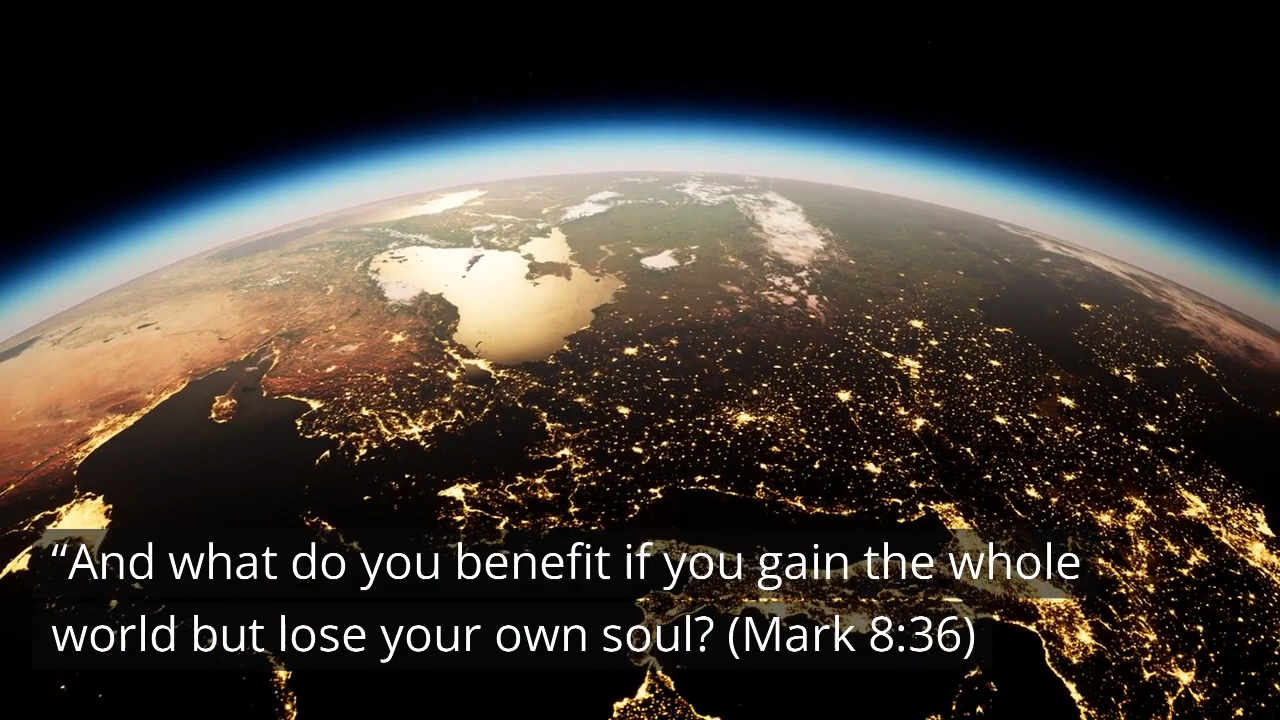 “And what do you benefit if you gain the whole
world but lose your own soul? (Mark 8:36)